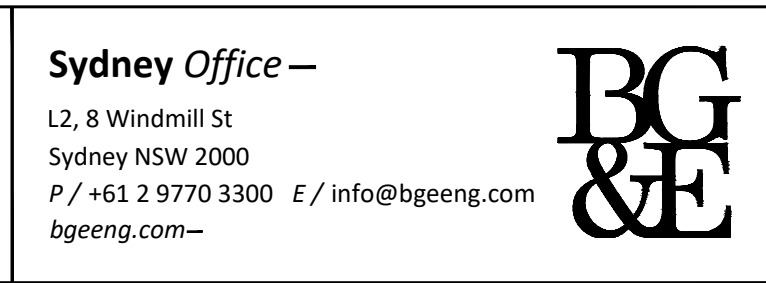 Sydney Office—
L2, 8 Windmill St
Sydney NSW 2000
P / +61 2 9770 3300 E / info@bgeeng.com
bgeeng.com—
BG
&E